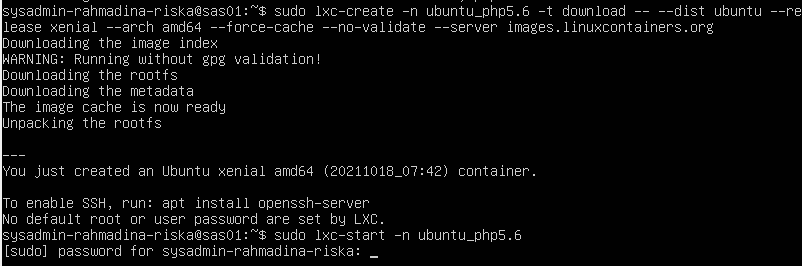 sysadmin-rahmadina-riska@sas01:~$ sudo lxc-create -n ubuntu_php5.6 -t download -- --dist ubuntu --re
lease xenial --arch amd64 --force-cache --no-validate --server images.linuxcontainers.org
Downloading the image index
WARNING: Running without gpg validation!
Downloading the rootfs
Downloading the metadata
The image cache is now ready
Unpacking the rootfs

---
You just created an Ubuntu xenial amd64 (20211018_07:42) container.

To enable SSH, run: apt install openssh-server
No default root or user password are set by LXC.
sysadmin-rahmadina-riska@sas01:~$ sudo lxc-start -n ubuntu_php5.6
[sudo] password for sysadmin-rahmadina-riska: _